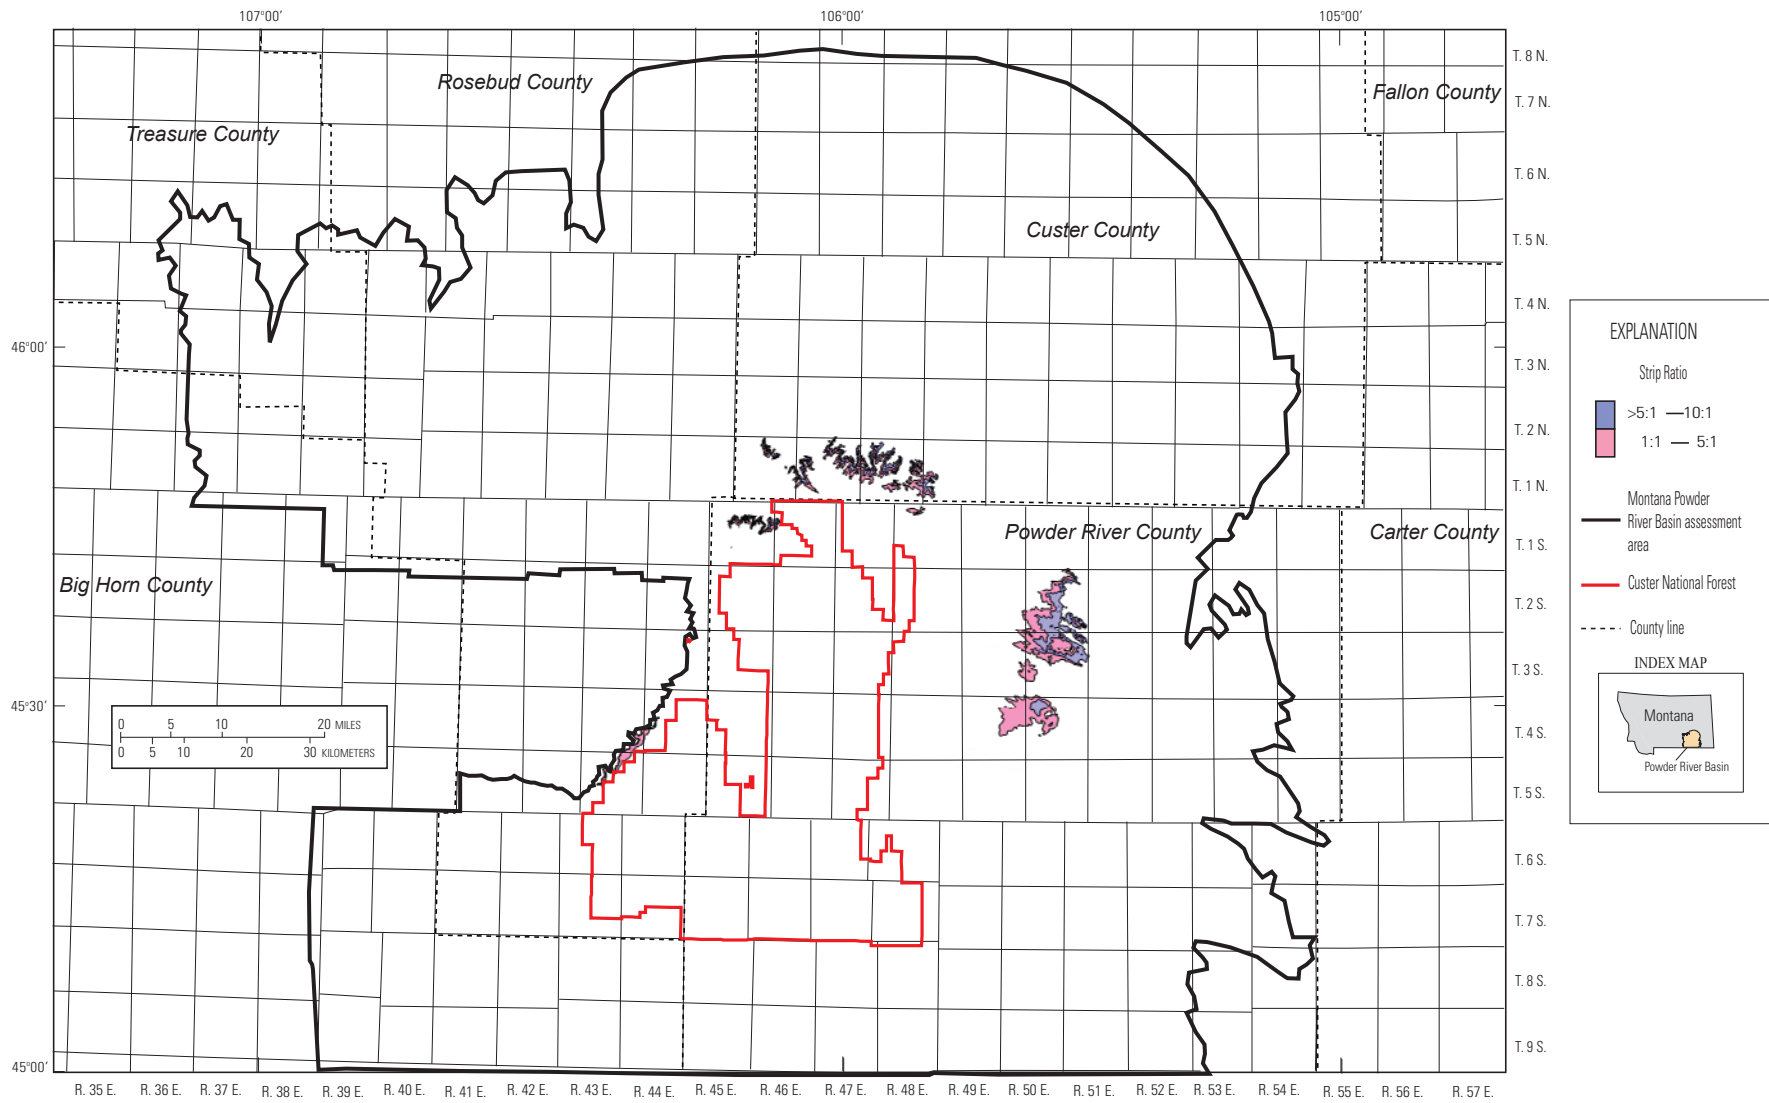 107°00'
106°00'
105°00'
Rosebud County
Fallon County
Treasure County
Custer County
Powder River County
Carter County
Big Horn County
46°00'
45°30'
45°00'
T. 8 N.
T. 7 N.
T. 6 N.
T. 5 N.
T. 4 N.
T. 3 N.
T. 2 N.
T. 1 N.
T. 1 S.
T. 2 S.
T. 3 S.
T. 4 S.
T. 5 S.
T. 6 S.
T. 7 S.
T. 8 S.
T. 9 S.
0 5 10 20 MILES
0 5 10 20 30 KILOMETERS
R. 35 E. R. 36 E. R. 37 E. R. 38 E. R. 39 E. R. 40 E. R. 41 E. R. 42 E. R. 43 E. R. 44 E. R. 45 E. R. 46 E. R. 47 E. R. 48 E. R. 49 E. R. 50 E. R. 51 E. R. 52 E. R. 53 E. R. 54 E. R. 55 E. R. 56 E. R. 57 E.
EXPLANATION
Strip Ratio
>5:1 —10:1
1:1 — 5:1
Montana Powder
River Basin assessment
area
Custer National Forest
County line
INDEX MAP
Montana
Powder River Basin